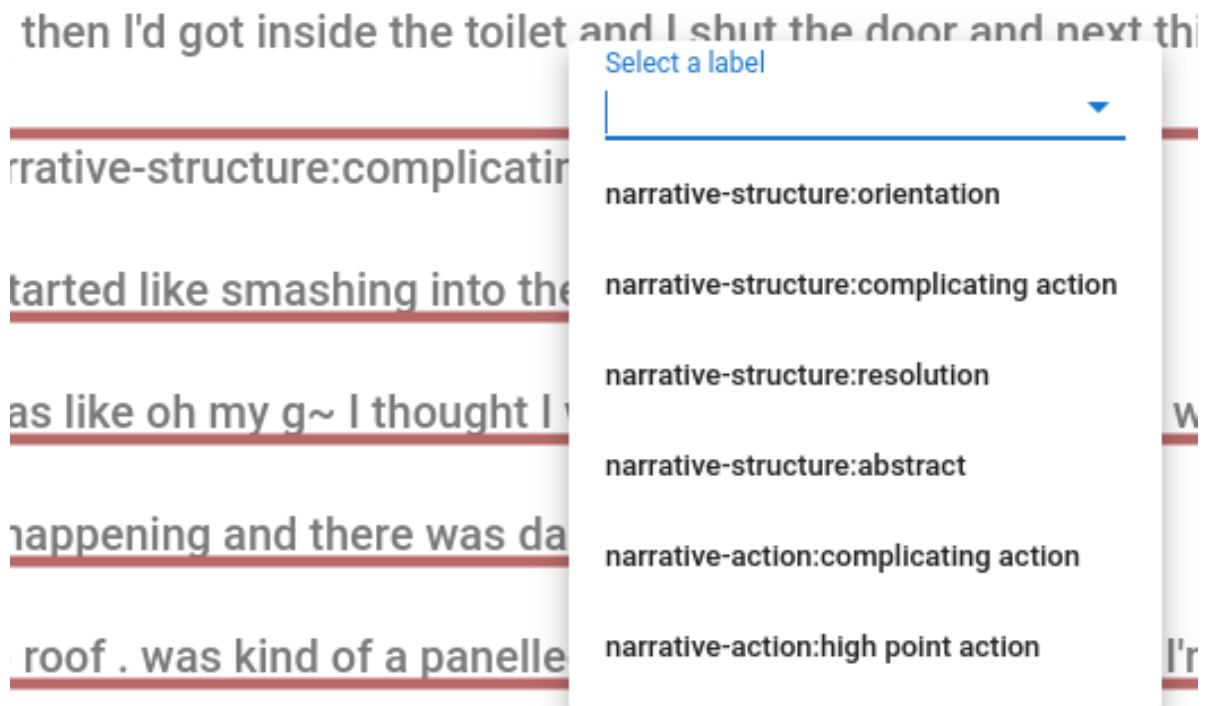 then I'd got inside the toilet and I shut the door and next
Select a label
narrative-structure:orientation
narrative-structure:complicating action
narrative-structure:resolution
narrative-structure:abstract
narrative-action:complicating action
narrative-action:high point action
rrative-structure:complicatin
tarted like smashing into the
as like oh my g~ I thought I
happening and there was da
roof . was kind of a panelle